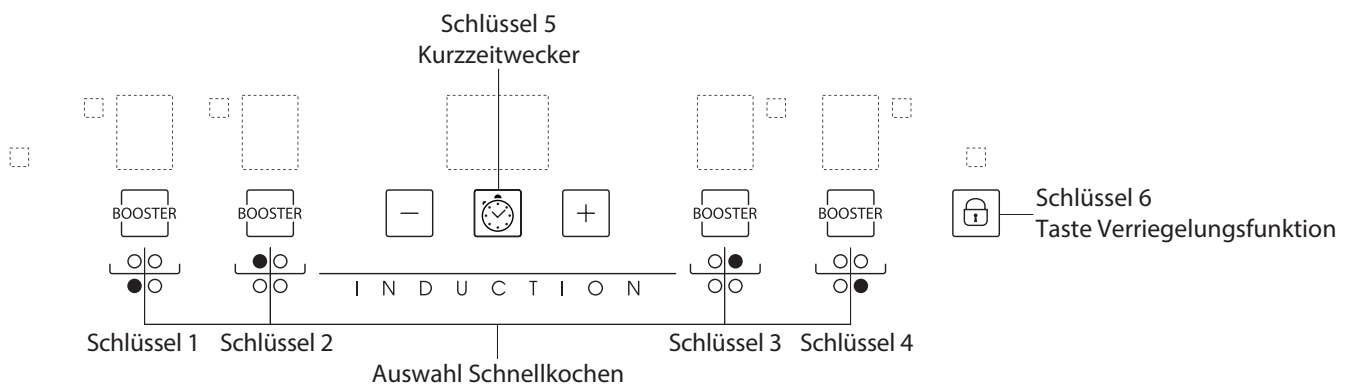 Schlüssel 5
Kurzzeitwecker
BOOSTER BOOSTER BOOSTER BOOSTER
Schlüssel 6
Taste Verriegelungsfunktion
INDUCTION
Schlüssel 1 Schlüssel 2 Schlüssel 3 Schlüssel 4
Auswahl Schnellkochen